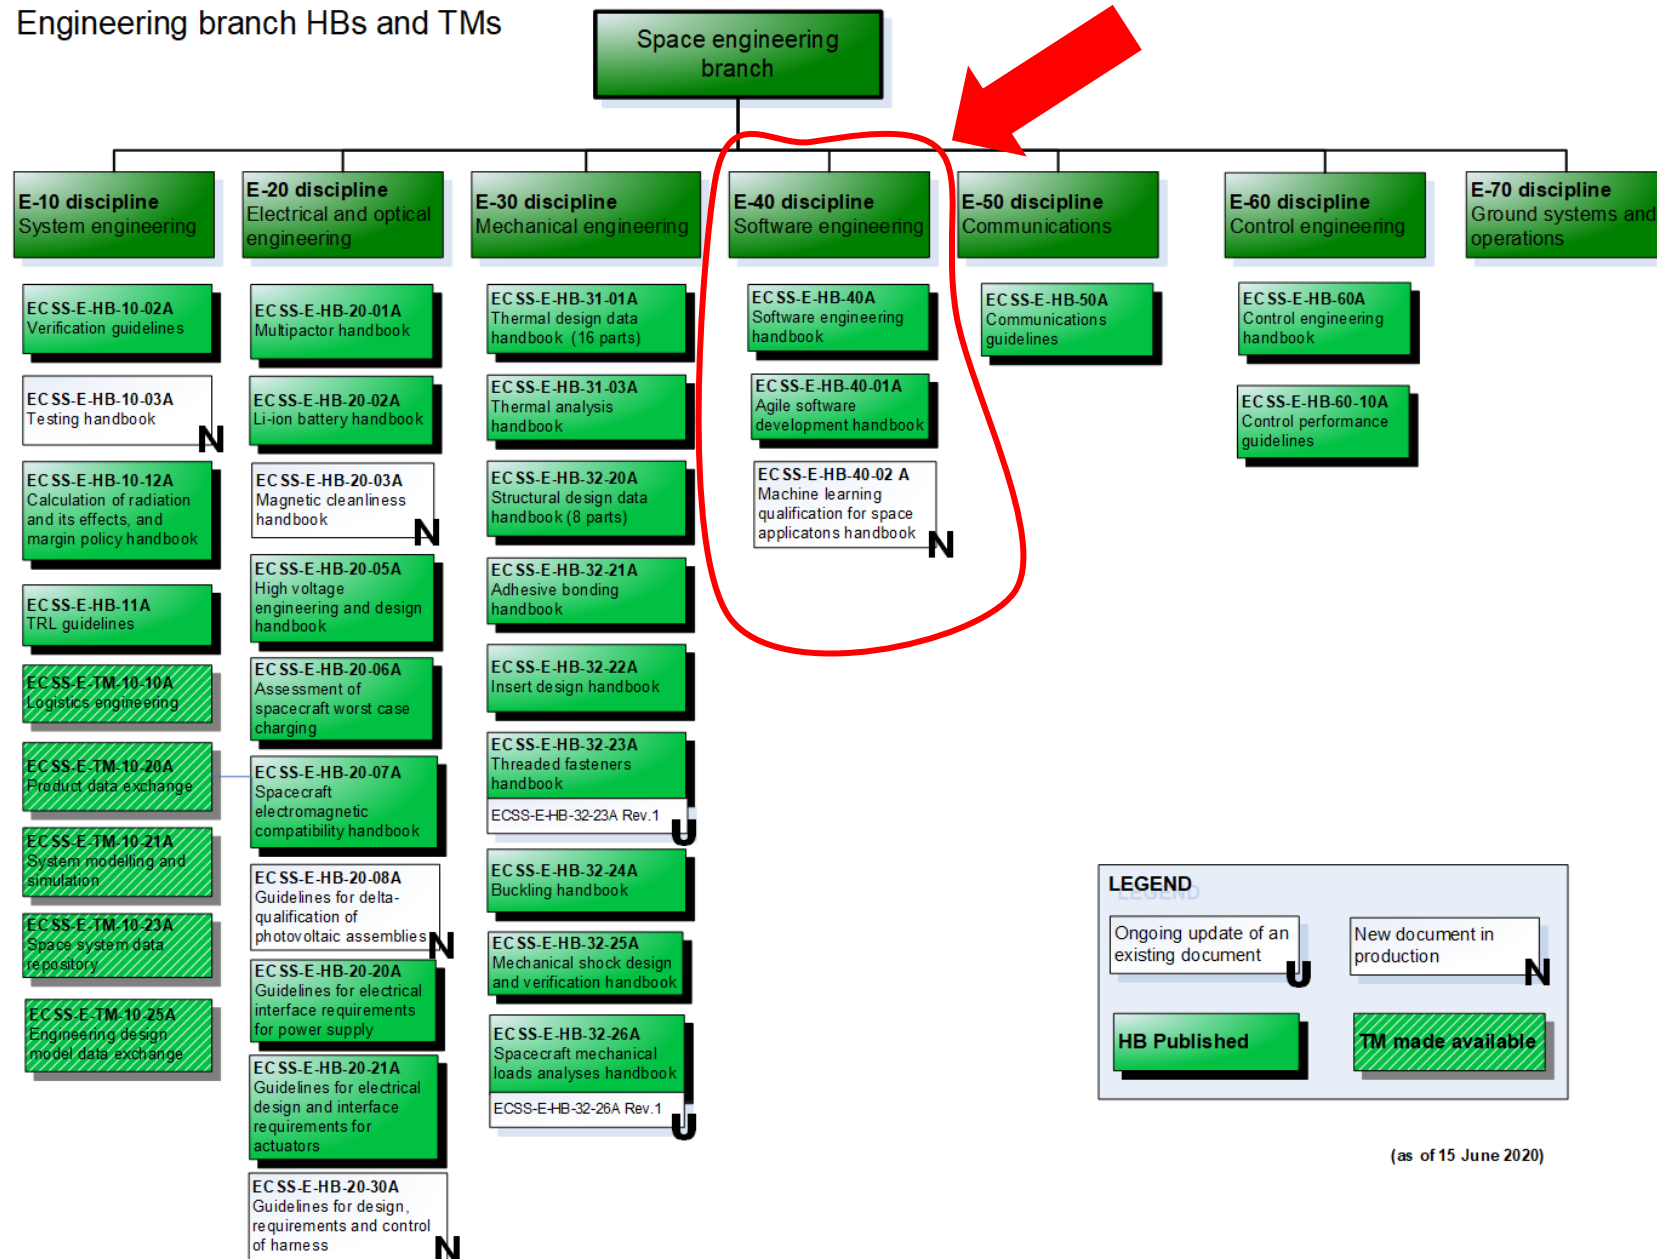 Engineering branch HBs and TMs
Space engineering
branch
E-10 discipline
System engineering
E-20 discipline
Electrical and optical
engineering
E-30 discipline
Mechanical engineering
E-40 discipline
Software engineering
E-50 discipline
Communications
E-60 discipline
Control engineering
E-70 discipline
Ground systems and
operations
ECSS-E-HB-10-02A
Verification guidelines
ECSS-E-HB-10-03A
Testing handbook
N
ECSS-E-HB-10-12A
Calculation of radiation
and its effects, and
margin policy handbook
ECSS-E-HB-11A
TRL guidelines
ECSS-E-TM-10-10A
Logistics engineering
ECSS-E-TM-10-20A
Product data exchange
ECSS-E-TM-10-21A
System modelling and
simulation
ECSS-E-TM-10-23A
Space system data
repository
ECSS-E-TM-10-25A
Engineering design
model data exchange
ECSS-E-HB-20-01A
Multipactor handbook
ECSS-E-HB-20-02A
Li-ion battery handbook
ECSS-E-HB-20-03A
Magnetic cleanliness
handbook
N
ECSS-E-HB-20-05A
High voltage
engineering and design
handbook
ECSS-E-HB-20-06A
Assessment of
spacecraft worst case
charging
ECSS-E-HB-20-07A
Spacecraft
electromagnetic
compatibility handbook
ECSS-E-HB-20-08A
Guidelines for delta-
qualification of
photovoltaic assemblies
N
ECSS-E-HB-20-20A
Guidelines for electrical
interface requirements
for power supply
ECSS-E-HB-20-21A
Guidelines for electrical
design and interface
requirements for
actuators
ECSS-E-HB-20-30A
Guidelines for design,
requirements and control
of harness
N
ECSS-E-HB-31-01A
Thermal design data
handbook (16 parts)
ECSS-E-HB-31-03A
Thermal analysis
handbook
ECSS-E-HB-32-20A
Structural design data
handbook (8 parts)
ECSS-E-HB-32-21A
Adhesive bonding
handbook
ECSS-E-HB-32-22A
Insert design handbook
ECSS-E-HB-32-23A
Threaded fasteners
handbook
ECSS-E-HB-32-23A Rev.1
U
ECSS-E-HB-32-24A
Buckling handbook
ECSS-E-HB-32-25A
Mechanical shock design
and verification handbook
ECSS-E-HB-32-26A
Spacecraft mechanical
loads analyses handbook
ECSS-E-HB-32-26A Rev.1
U
ECSS-E-HB-40A
Software engineering
handbook
ECSS-E-HB-40-01A
Agile software
development handbook
ECSS-E-HB-40-02 A
Machine learning
qualification for space
applicatons handbook
N
ECSS-E-HB-50A
Communications
guidelines
ECSS-E-HB-60A
Control engineering
handbook
ECSS-E-HB-60-10A
Control performance
guidelines
LEGEND
Ongoing update of an
existing document
U
New document in
production
N
HB Published
TM made available
(as of 15 June 2020)